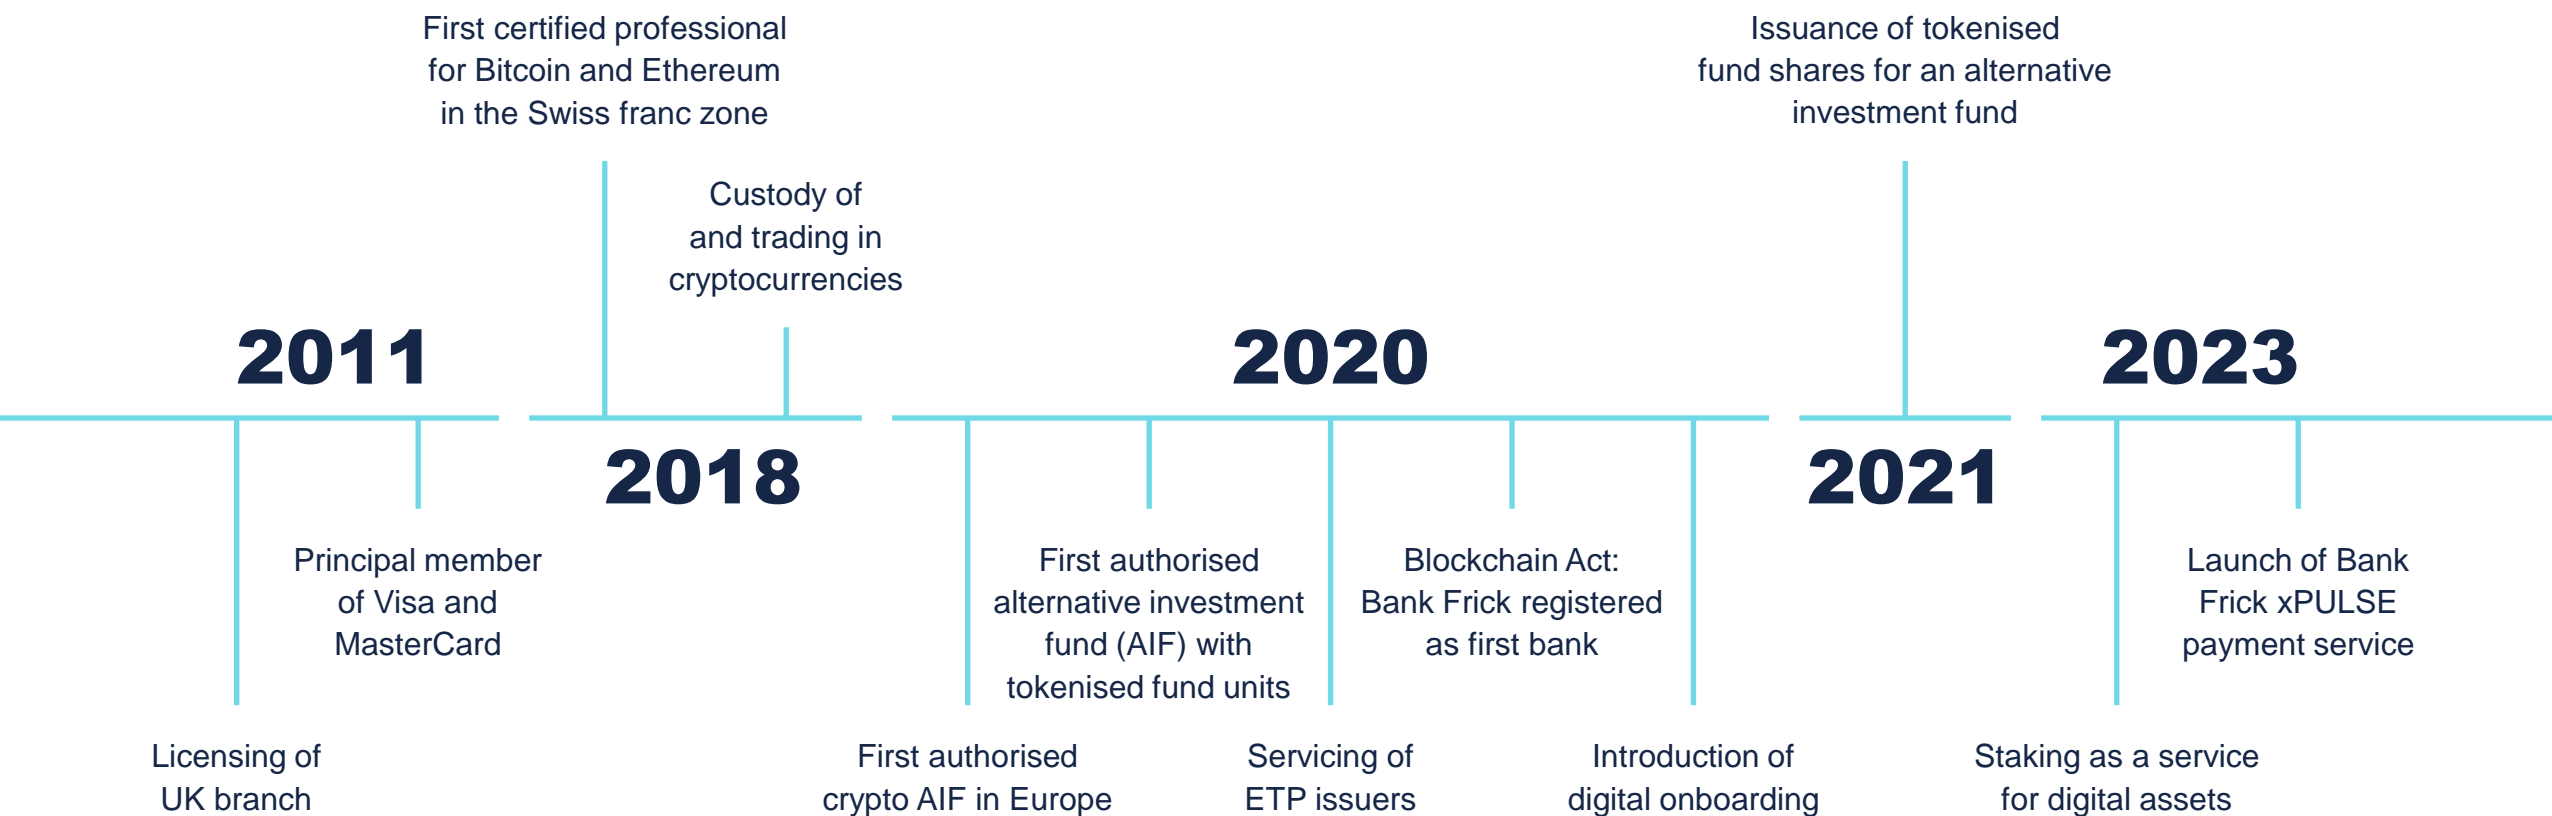 First certified professional
for Bitcoin and Ethereum
in the Swiss franc zone
Issuance of tokenised
fund shares for an alternative
investment fund
Custody of
and trading in
cryptocurrencies
2011
2020
2023
2018
2021
Principal member
of Visa and
MasterCard
First authorised
alternative investment
fund (AIF) with
tokenised fund units
Blockchain Act:
Bank Frick registered
as first bank
Launch of Bank
Frick xPULSE
payment service
Licensing of
UK branch
First authorised
crypto AIF in Europe
Servicing of
ETP issuers
Introduction of
digital onboarding
Staking as a service
for digital assets